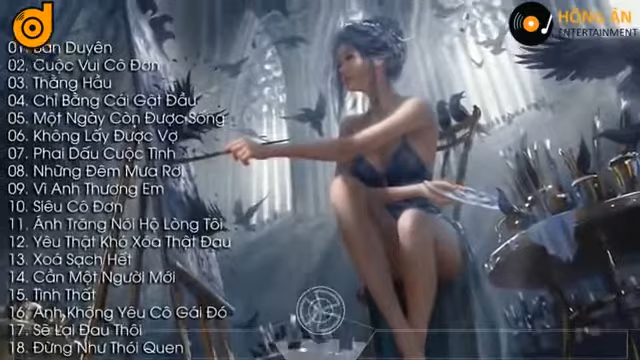 01. Bán Duyên
02. Cuộc Vui Cô Đơn
03. Thằng Hầu
04. Chỉ Bằng Cái Gật Đầu
05. Một Ngày Còn Được Sống
06. Không Lấy Được Vợ
07. Phai Dấu Cuộc Tình
08. Những Đêm Mưa Rơi
09. Vì Anh Thương Em
10. Siêu Cô Đơn
11. Ánh Trăng Nói Hộ Lòng Tôi
12. Yêu Thật Khó Xóa Thật Đau
13. Xoá Sạch Hết
14. Cần Một Người Mới
15. Tình Thất
16. Anh Không Yêu Cô Gái Đó
17. Sẽ Lại Đau Thôi
18. Đừng Như Thói Quen
HỒNG ÂN
ENTERTAINMENT